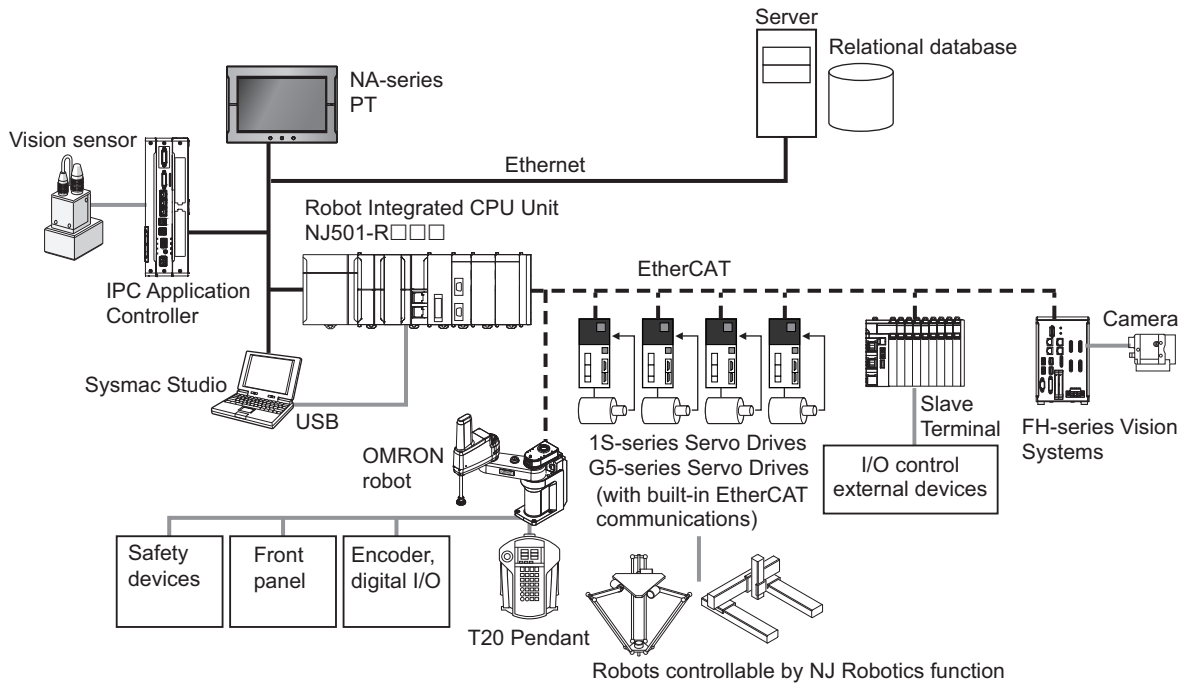 Server
Relational database
NA-series
PT
Vision sensor
Ethernet
Robot Integrated CPU Unit
NJ501-R□□□
EtherCAT
IPC Application
Controller
Camera
Sysmac Studio
USB
Slave
Terminal
FH-series Vision
Systems
OMRON
robot
1S-series Servo Drives
G5-series Servo Drives
(with built-in EtherCAT
communications)
I/O control
external devices
Safety
devices
Front
panel
Encoder,
digital I/O
T20 Pendant
Robots controllable by NJ Robotics function